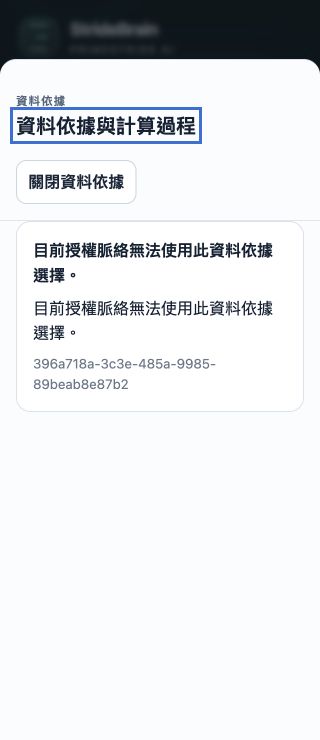 StrideBrain
資料依據
資料依據與計算過程
關閉資料依據
目前授權脈絡無法使用此資料依據
選擇。
目前授權脈絡無法使用此資料依據
選擇。
396a718a-3c3e-485a-9985-
89beab8e87b2